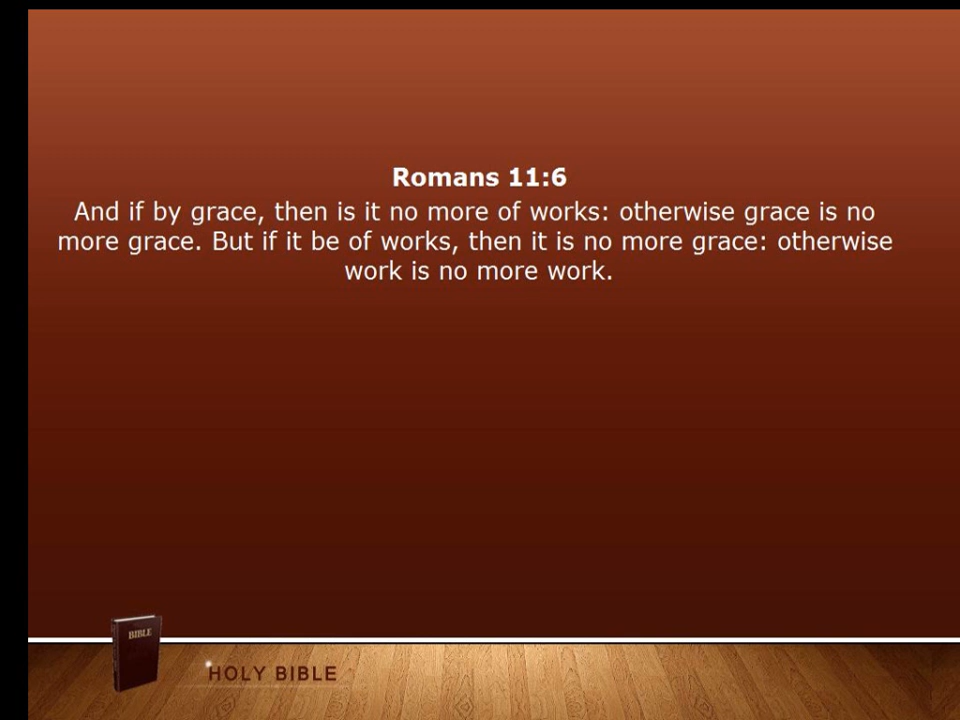 Romans 11:6
And if by grace, then is it no more of works: otherwise grace is no
more grace. But if it be of works, then it is no more grace: otherwise
work is no more work.
BIBLE
HOLY BIBLE